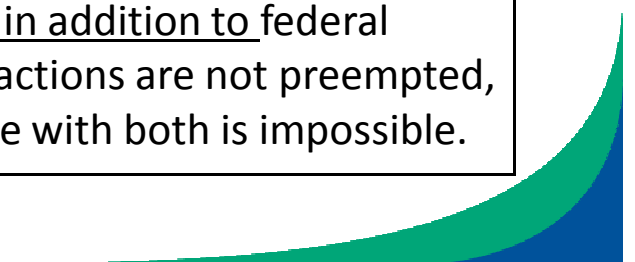 in addition to federal
actions are not preempted,
e with both is impossible.